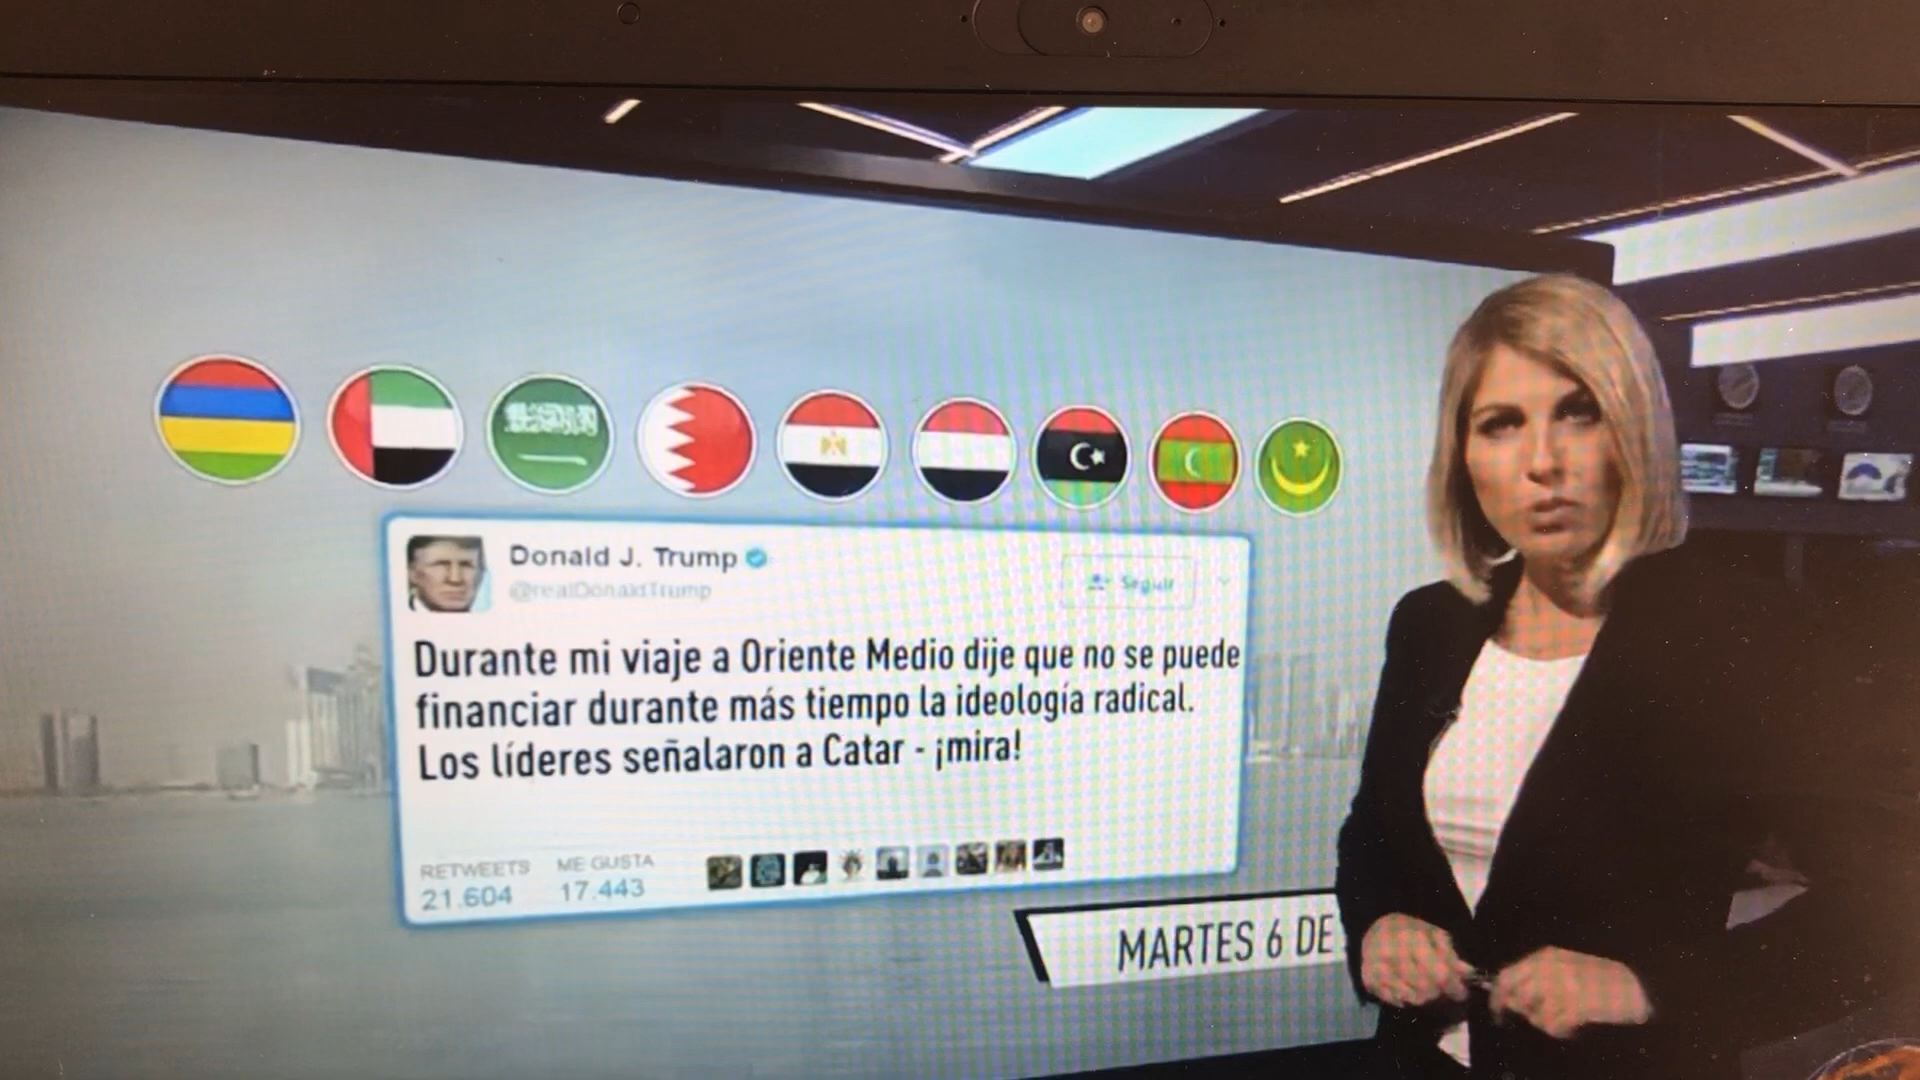 Donald J. Trump
@realDonaldTrump
Seguir
Durante mi viaje a Oriente Medio dije que no se puede
financiar durante más tiempo la ideología radical.
Los líderes señalaron a Catar - ¡mira!
RETWEETS ME GUSTA
21.604 17.443
MARTES 6 DE